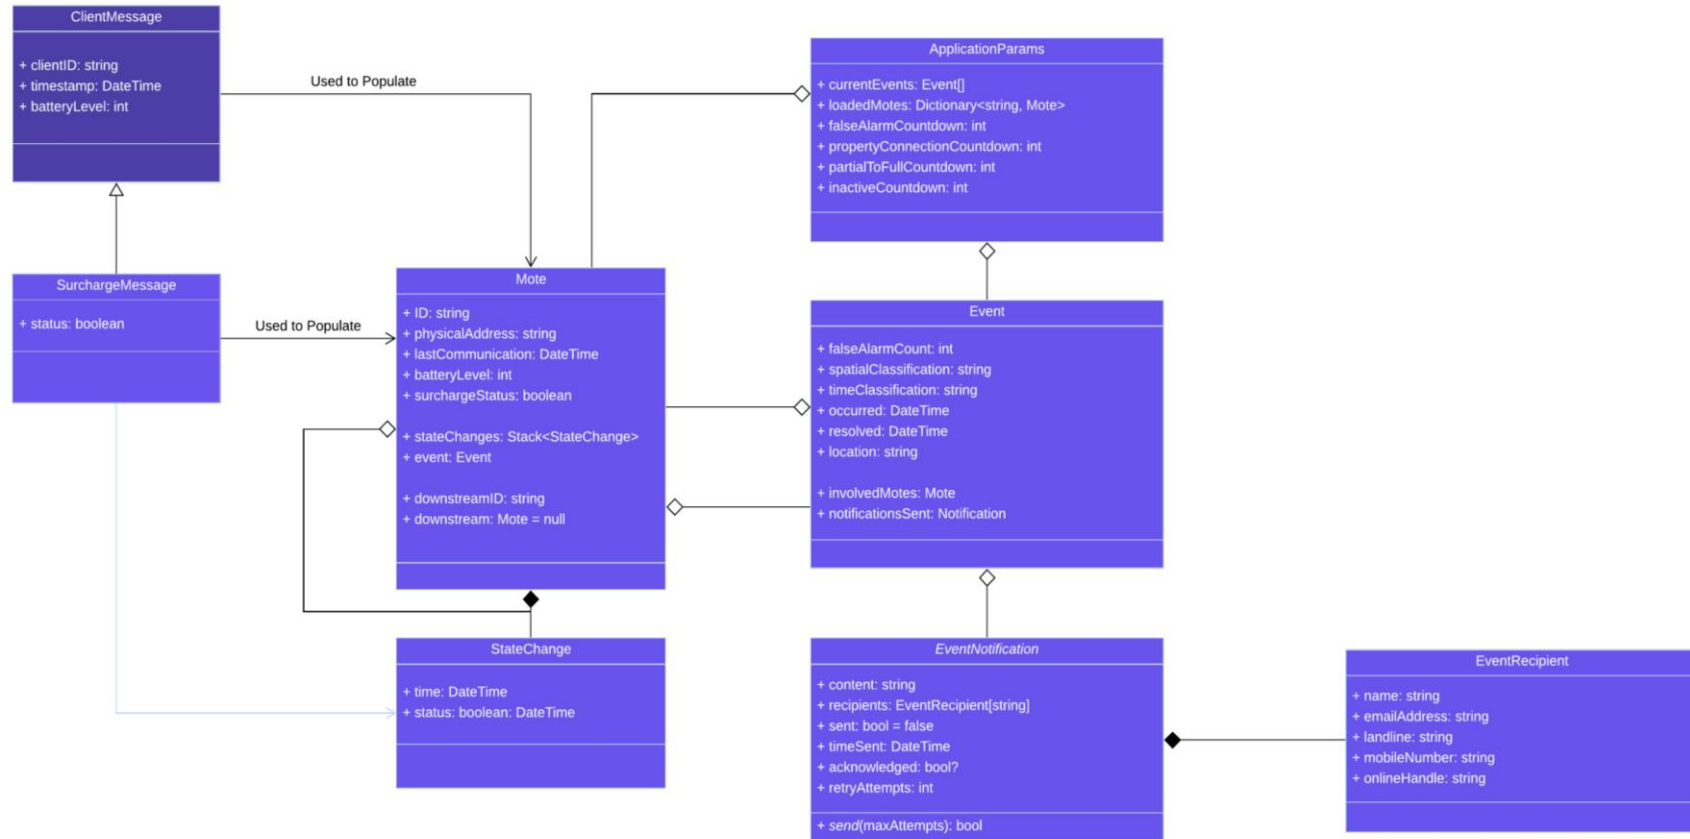 ClientMessage
+ clientID: string
+ timestamp: DateTime
+ batteryLevel: int
Used to Populate
ApplicationParams
+ currentEvents: Event[]
+ loadedMotes: Dictionary<string, Mote>
+ falseAlarmCountdown: int
+ propertyConnectionCountdown: int
+ partialToFullCountdown: int
+ inactiveCountdown: int
SurchargeMessage
+ status: boolean
Used to Populate
Mote
+ ID: string
+ physicalAddress: string
+ lastCommunication: DateTime
+ batteryLevel: int
+ surchargeStatus: boolean
+ stateChanges: Stack<StateChange>
+ event: Event
+ downstreamID: string
+ downstream: Mote = null
Event
+ falseAlarmCount: int
+ spatialClassification: string
+ timeClassification: string
+ occurred: DateTime
+ resolved: DateTime
+ location: string
+ involvedMotes: Mote
+ notificationsSent: Notification
StateChange
+ time: DateTime
+ status: boolean: DateTime
EventNotification
+ content: string
+ recipients: EventRecipient[string]
+ sent: bool = false
+ timeSent: DateTime
+ acknowledged: bool?
+ retryAttempts: int
+ send(maxAttempts): bool
EventRecipient
+ name: string
+ emailAddress: string
+ landline: string
+ mobileNumber: string
+ onlineHandle: string